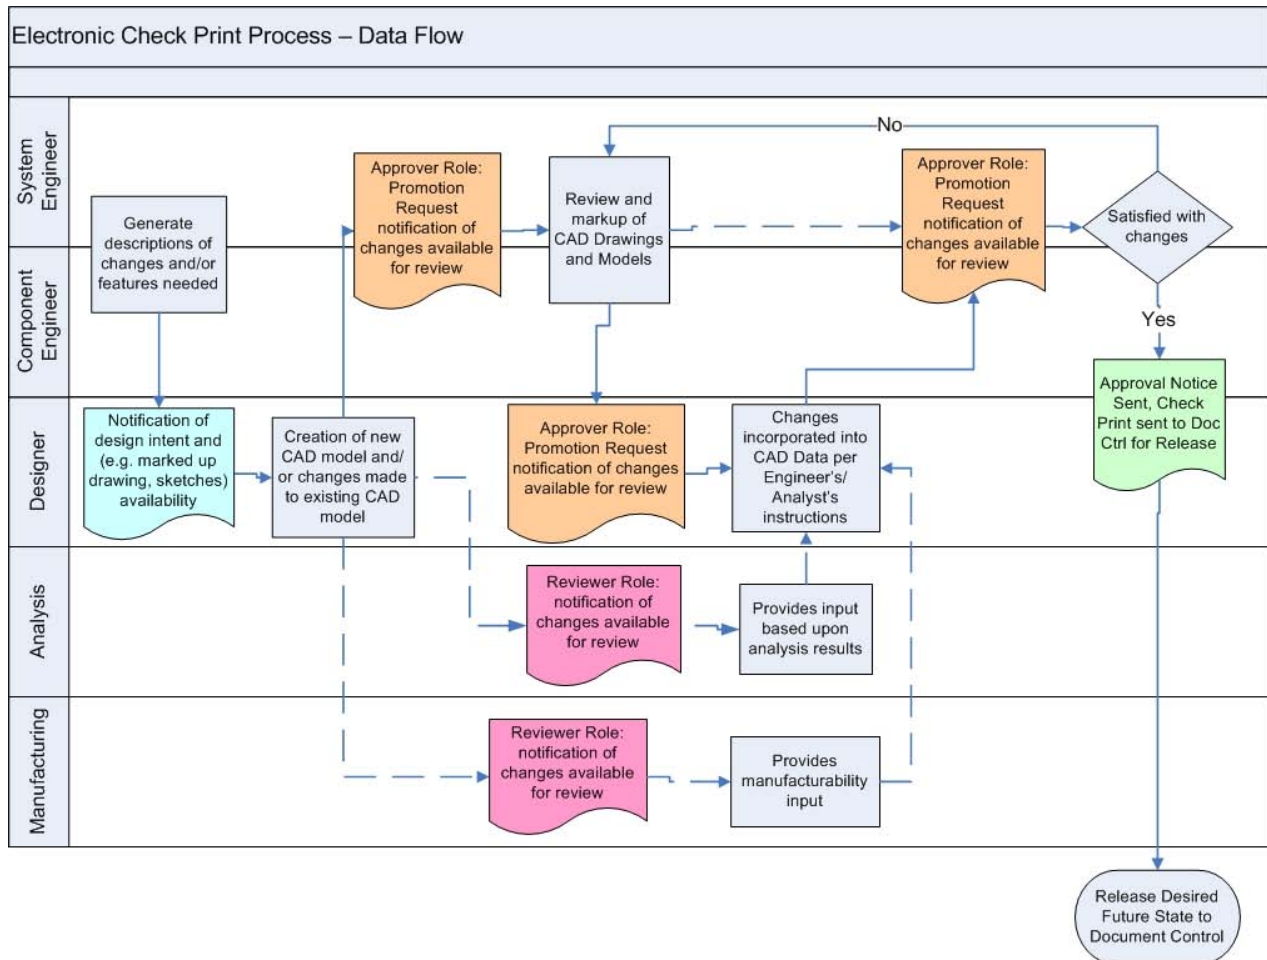 Electronic Check Print Process – Data Flow
System
Engineer
Component
Engineer
Designer
Analysis
Manufacturing
Generate
descriptions of
changes and/or
features needed
Approver Role:
Promotion
Request
notification of
changes available
for review
Review and
markup of
CAD Drawings
and Models
No
Approver Role:
Promotion
Request
notification of
changes available
for review
Satisfied with
changes
Yes
Approval Notice
Sent, Check
Print sent to Doc
Ctrl for Release
Notification of
design intent and
(e.g. marked up
drawing, sketches)
availability
Creation of new
CAD model and/
or changes made
to existing CAD
model
Approver Role:
Promotion Request
notification of changes
available for review
Changes
incorporated into
CAD Data per
Engineer's/
Analyst's
instructions
Reviewer Role:
notification of
changes available
for review
Provides input
based upon
analysis results
Reviewer Role:
notification of
changes available
for review
Provides
manufacturability
input
Release Desired
Future State to
Document Control